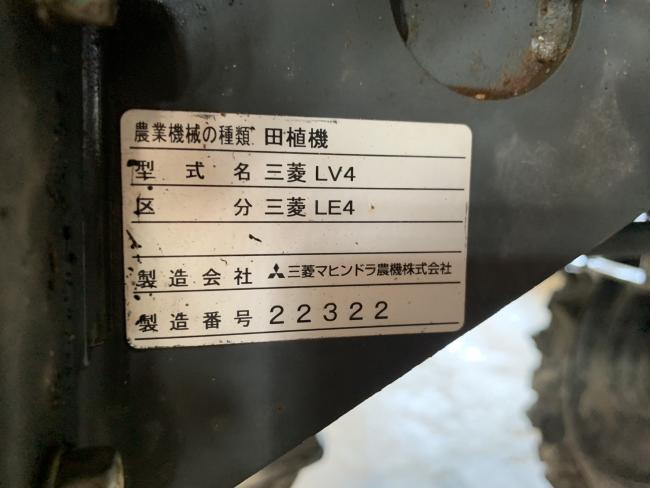 農業機械の種類 田植機
型式名 三菱 LV4
区分 三菱 LE4
製造会社 三菱マヒンドラ農機株式会社
製造番号 22322